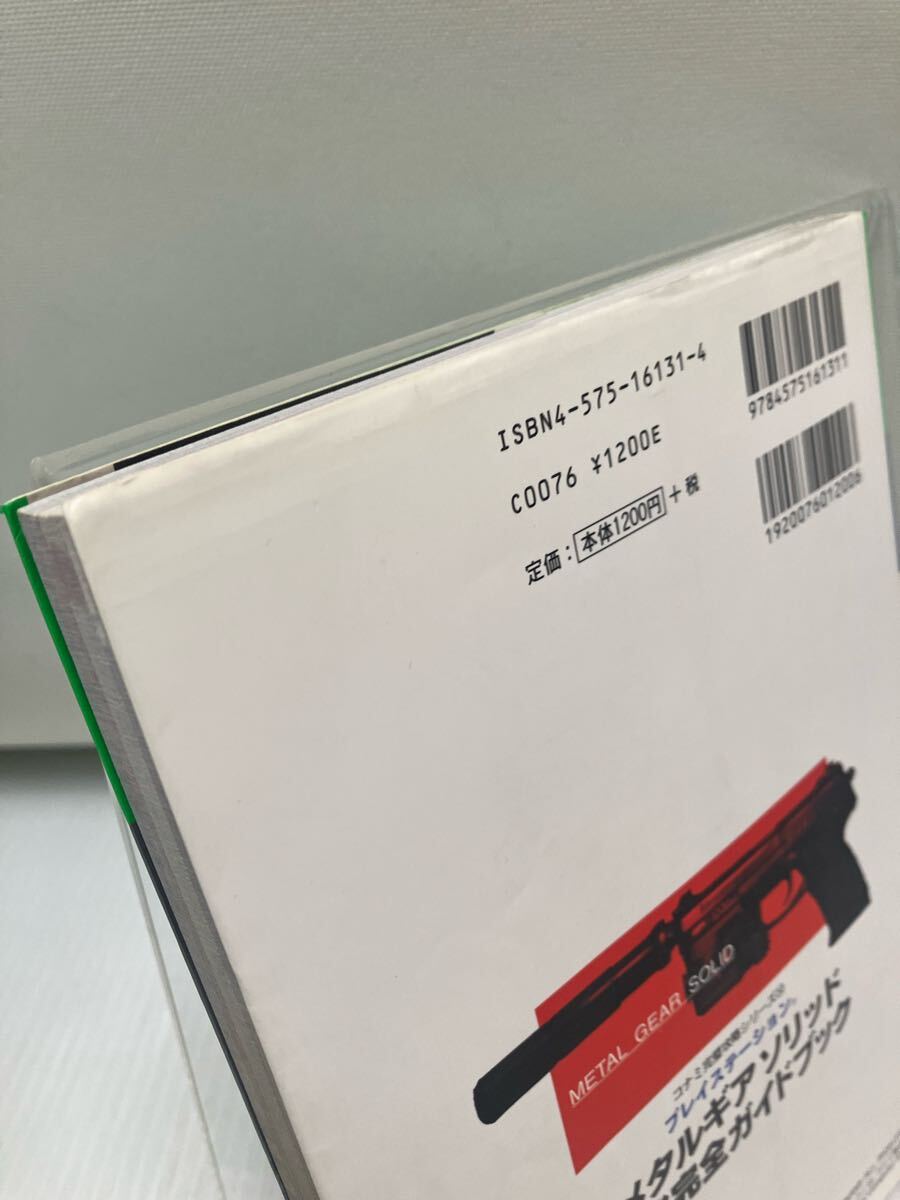 ISBN4-575-16131-4
C0076 ¥1200E
定価：本体1200円＋税
9784575161311
1920076012006
METAL GEAR SOLID
コナミ完璧攻略シリーズ
プレイステーション
メタルギアソリッド
完全ガイドブック